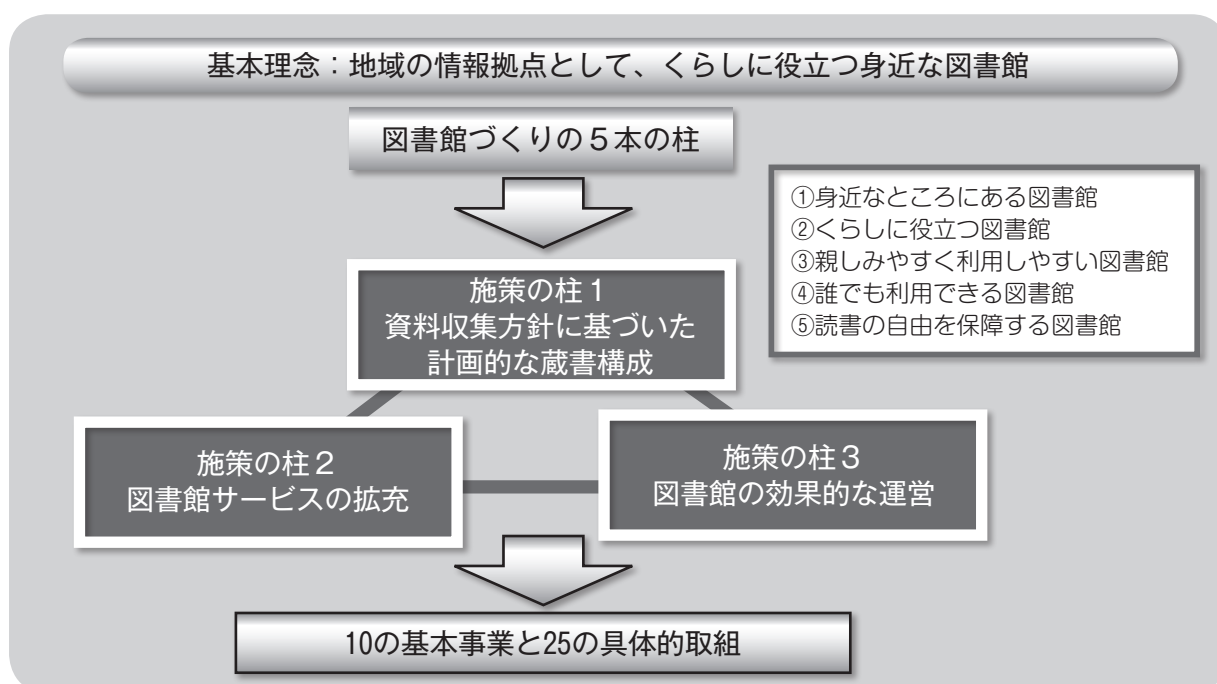 基本理念：地域の情報拠点として、くらしに役立つ身近な図書館
図書館づくりの５本の柱
①身近なところにある図書館
②くらしに役立つ図書館
③親しみやすく利用しやすい図書館
④誰でも利用できる図書館
⑤読書の自由を保障する図書館
施策の柱１
資料収集方針に基づいた
計画的な蔵書構成
施策の柱２
図書館サービスの拡充
施策の柱３
図書館の効果的な運営
10の基本事業と25の具体的取組